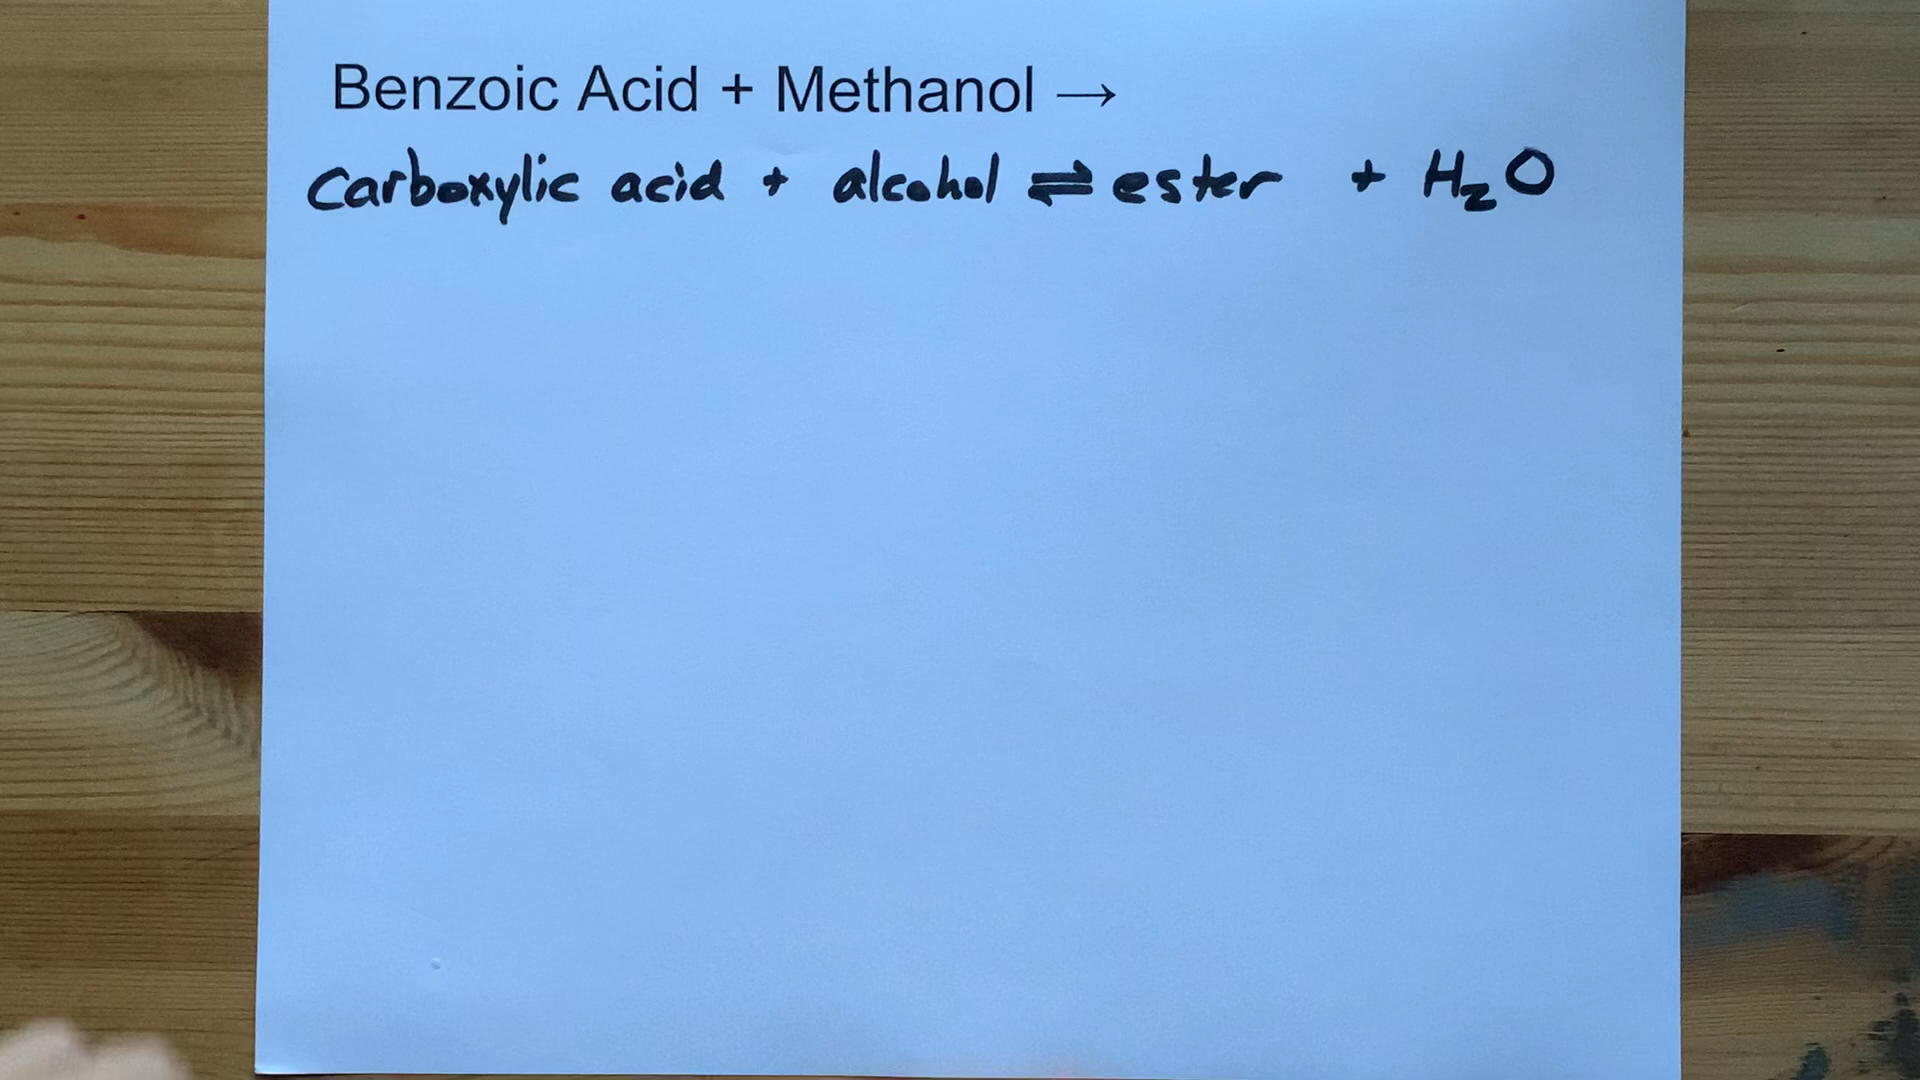 Benzoic Acid + Methanol →
Carboxylic acid + alcohol ⇌ ester + H₂O